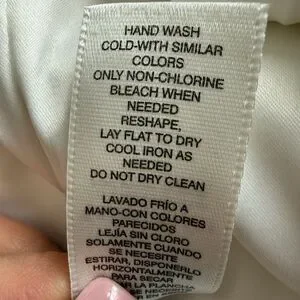 HAND WASH
COLD-WITH SIMILAR
COLORS
ONLY NON-CHLORINE
BLEACH WHEN
NEEDED
RESHAPE,
LAY FLAT TO DRY
COOL IRON AS
NEEDED
DO NOT DRY CLEAN
LAVADO FRÍO A
MANO-CON COLORES
PARECIDOS
LEJÍA SIN CLORO
SOLAMENTE CUANDO
SE NECESITE
ESTIRAR, DISPONERLO
HORIZONTALMENTE
PARA SECAR
LA PLANCHA